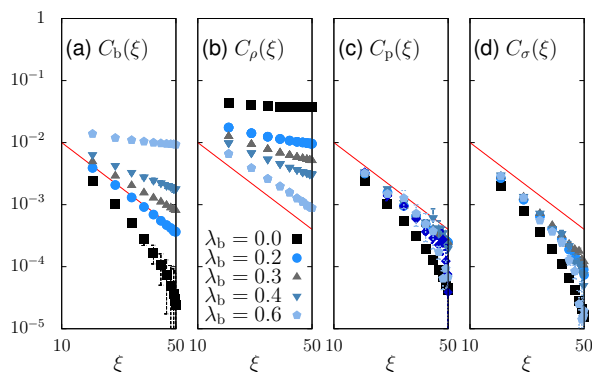 (a) C_b(ξ) (b) C_ρ(ξ) (c) C_p(ξ) (d) C_σ(ξ)
1
10^{-1}
10^{-2}
10^{-3}
10^{-4}
10^{-5}
λ_b = 0.0
λ_b = 0.2
λ_b = 0.3
λ_b = 0.4
λ_b = 0.6
10 50 10 50 10 50 10 50
ξ ξ ξ ξ